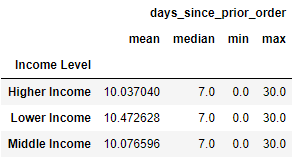 days_since_prior_order
mean median min max
Income Level
Higher Income 10.037040 7.0 0.0 30.0
Lower Income 10.472628 7.0 0.0 30.0
Middle Income 10.076596 7.0 0.0 30.0